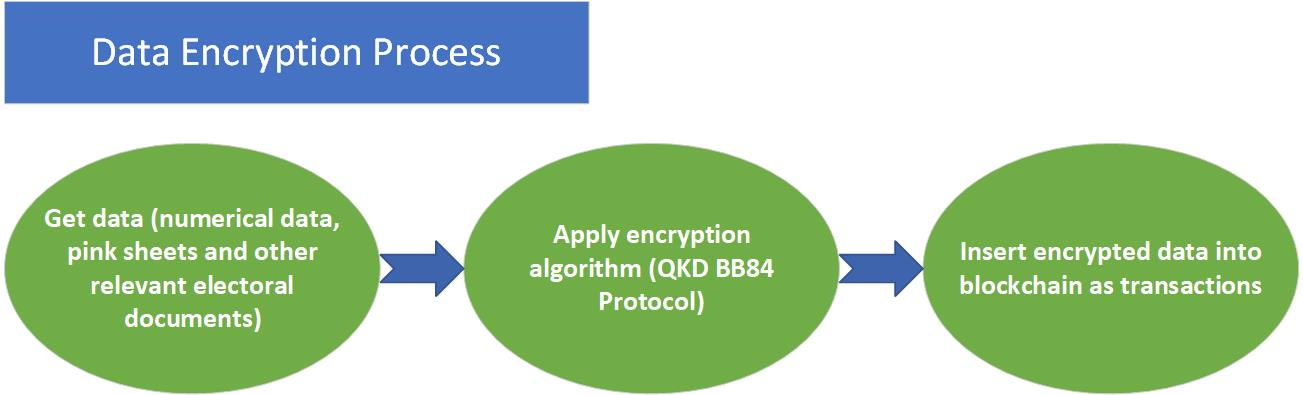 Data Encryption Process
Get data (numerical data,
pink sheets and other
relevant electoral
documents)
Apply encryption
algorithm (QKD BB84
Protocol)
Insert encrypted data into
blockchain as transactions